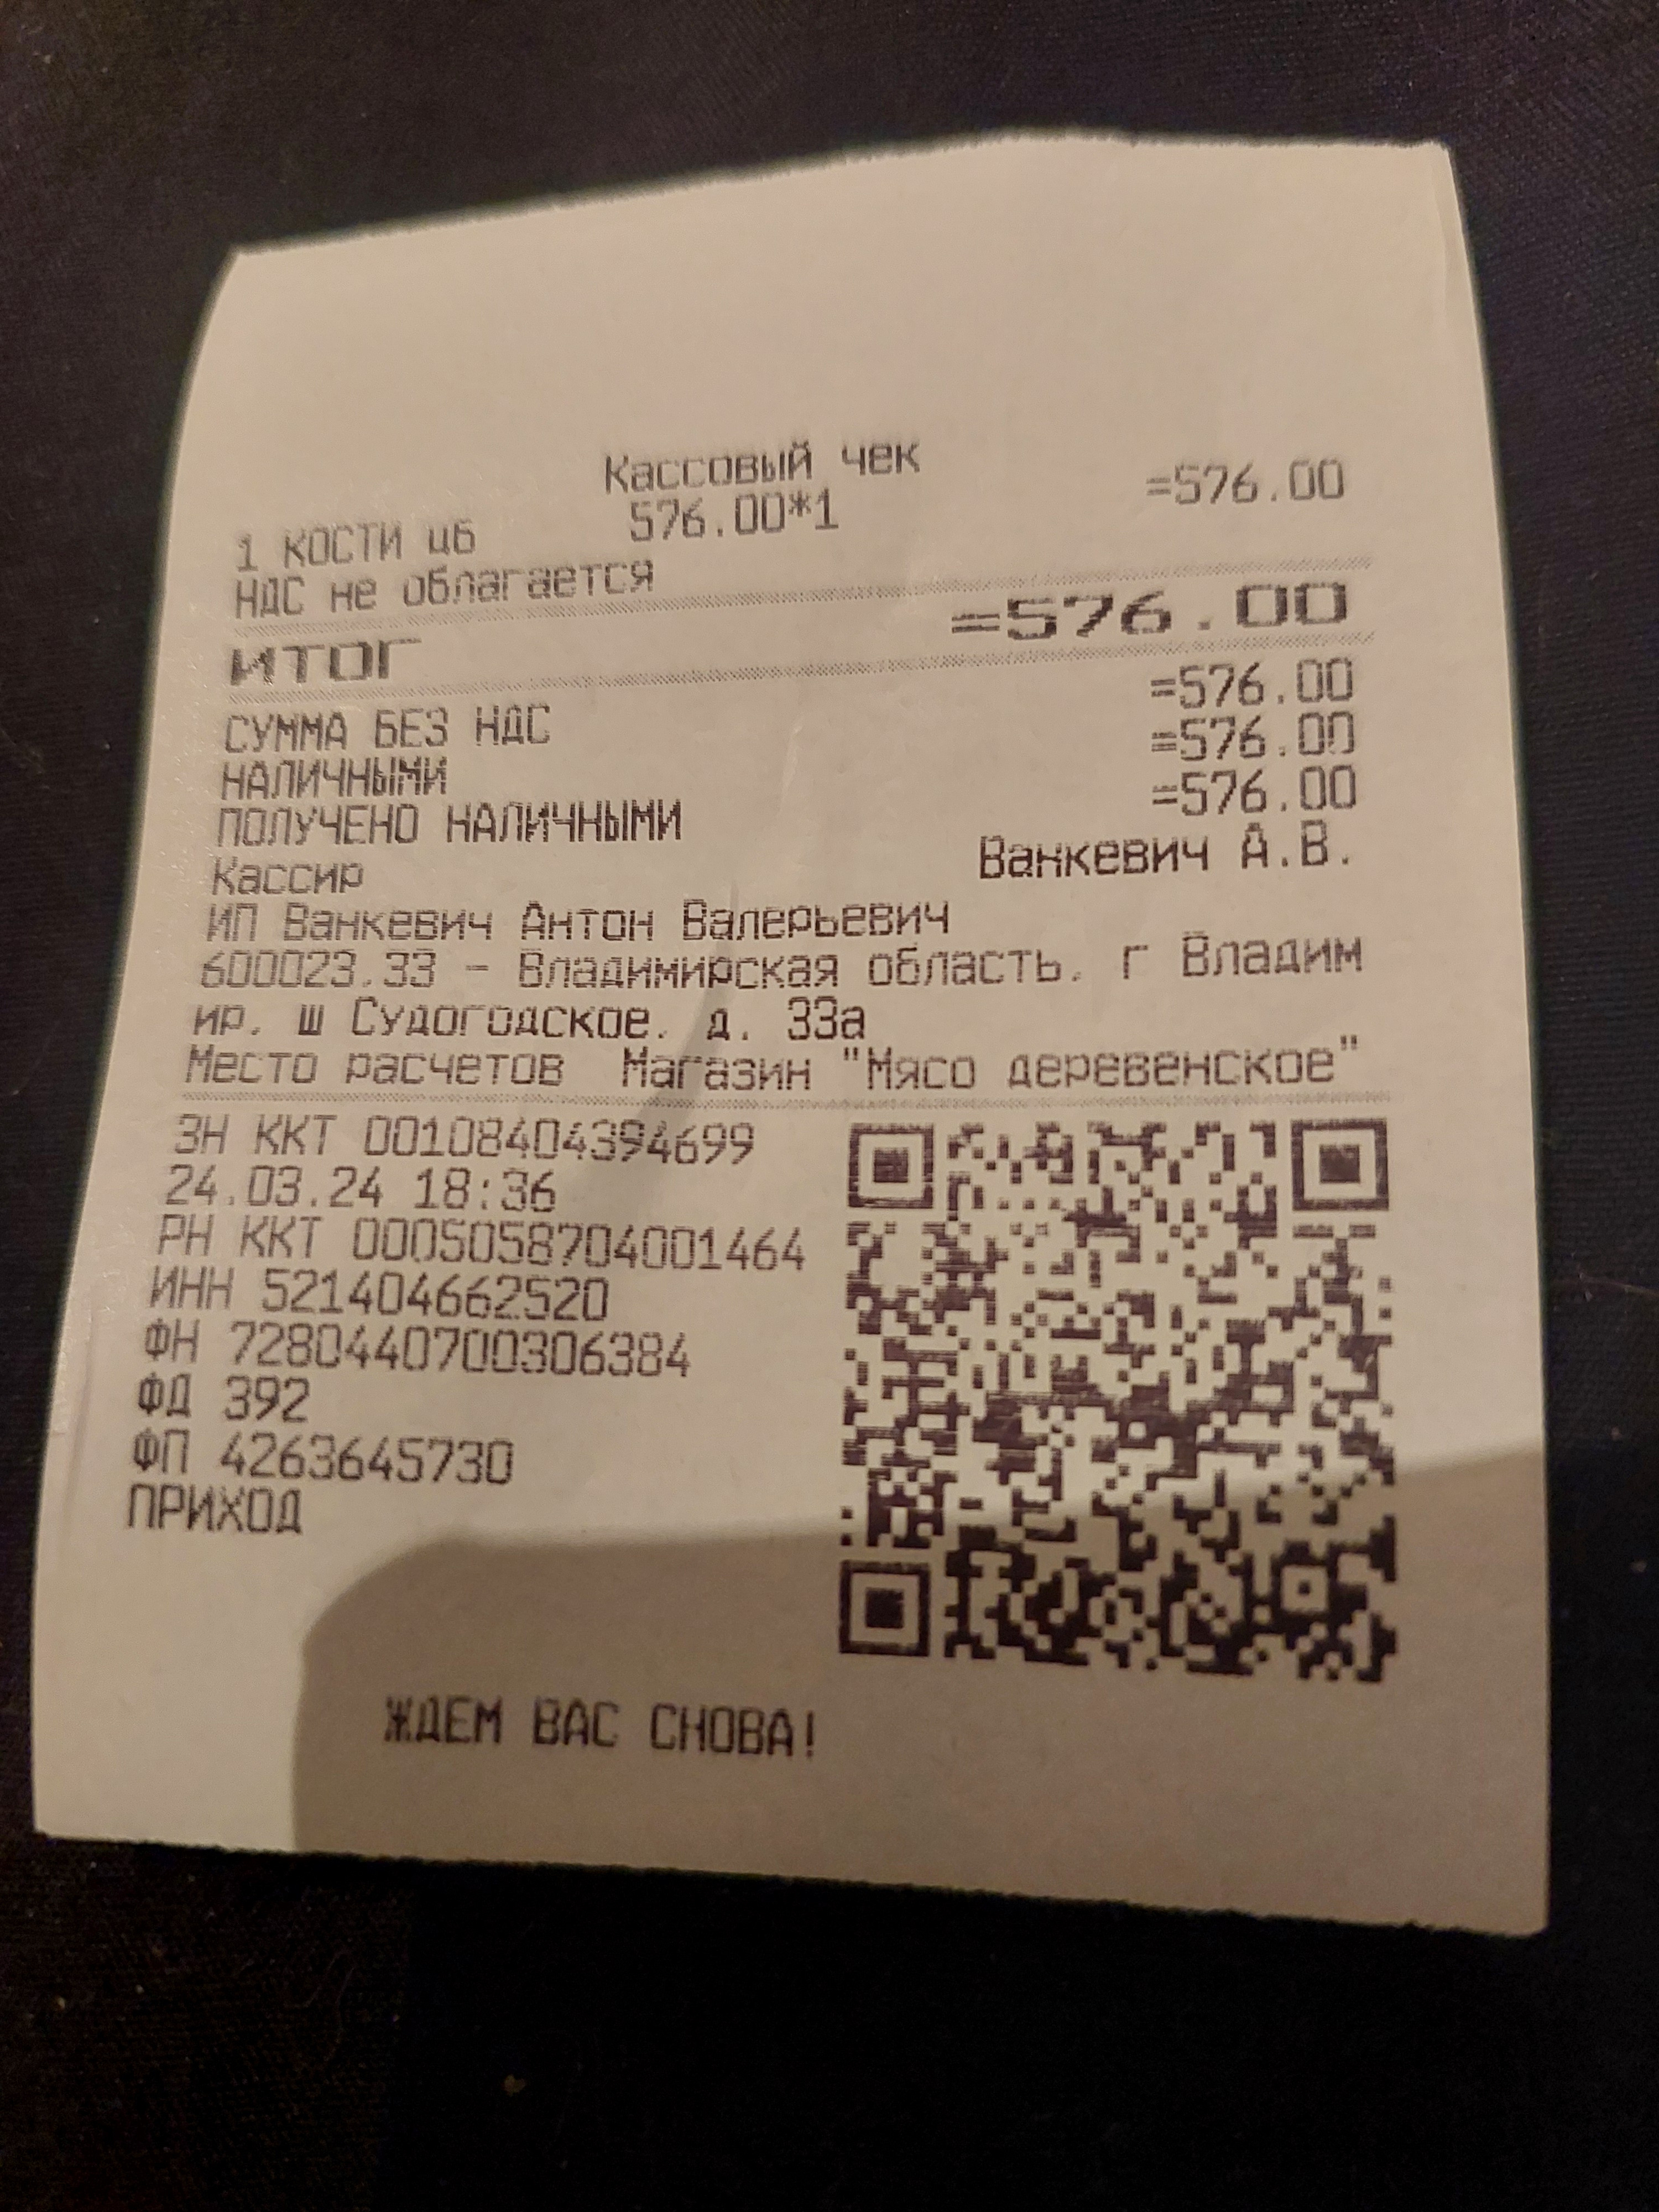 Кассовый чек
1 КОСТИ цб 576.00*1 =576.00
НДС не облагается
ИТОГ =576.00
СУММА БЕЗ НДС =576.00
НАЛИЧНЫМИ =576.00
ПОЛУЧЕНО НАЛИЧНЫМИ =576.00
Кассир Ванкевич А.В.
ИП Ванкевич Антон Валерьевич
600023.33 - Владимирская область, г Владим
ир, ш Судогодское, д. 33а
Место расчетов Магазин "Мясо деревенское"
ЗН ККТ 00108404394699
24.03.24 18:36
РН ККТ 0005058704001464
ИНН 521404662520
ФН 7280440700306384
ФД 392
ФП 4263645730
ПРИХОД
ЖДЕМ ВАС СНОВА!